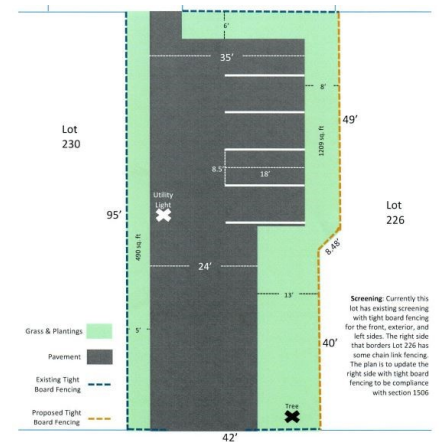 6'
35'
8'
49'
1209 sq. ft
Lot
230
8.5'
18'
Utility
Light
Lot
226
95'
8.48'
490 sq. ft
24'
13'
Screening: Currently this
lot has existing screening
with tight board fencing
for the front, exterior, and
left sides. The right side
that borders Lot 226 has
some chain link fencing.
The plan is to update the
right side with tight board
fencing to be compliance
with section 1506
Grass & Plantings
5'
40'
Pavement
Existing Tight
Board Fencing
Proposed Tight
Board Fencing
Tree
42'